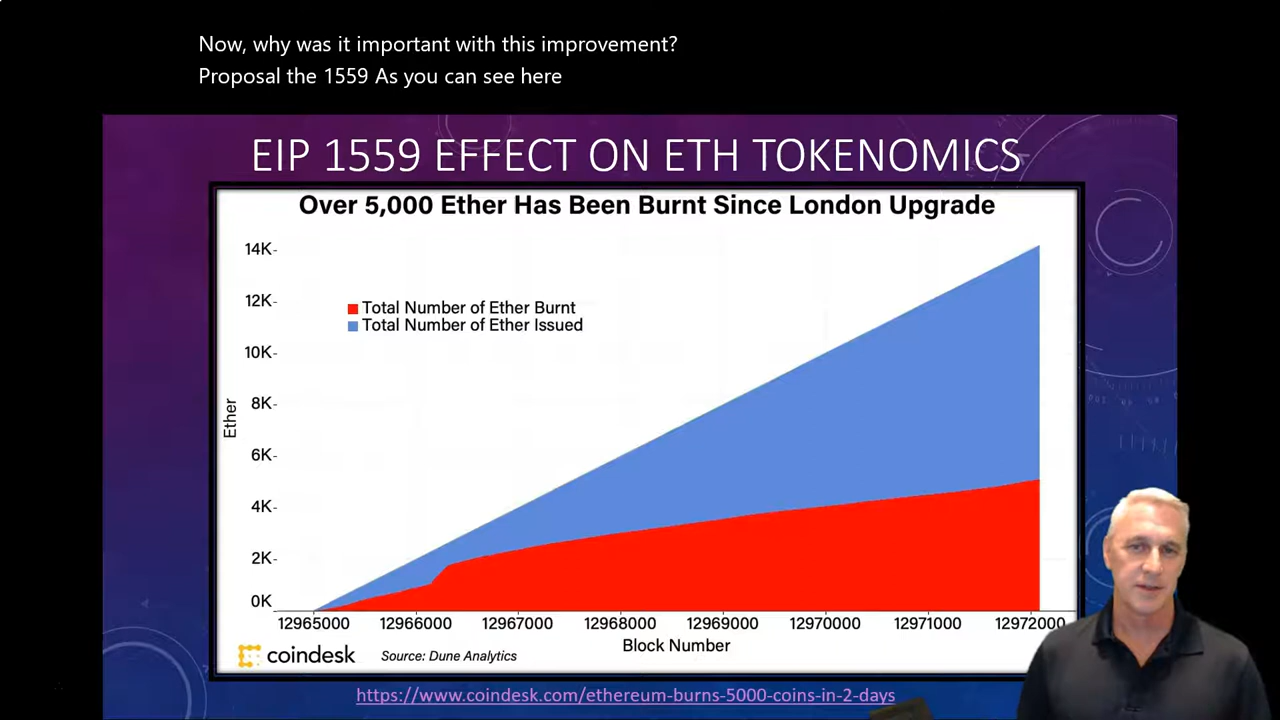 Now, why was it important with this improvement?
Proposal the 1559 As you can see here
EIP 1559 EFFECT ON ETH TOKENOMICS
Over 5,000 Ether Has Been Burnt Since London Upgrade
14K
12K
10K
8K
6K
4K
2K
0K
Ether
Total Number of Ether Burnt
Total Number of Ether Issued
12965000 12966000 12967000 12968000 12969000 12970000 12971000 12972000
Block Number
coindesk
Source: Dune Analytics
https://www.coindesk.com/ethereum-burns-5000-coins-in-2-days